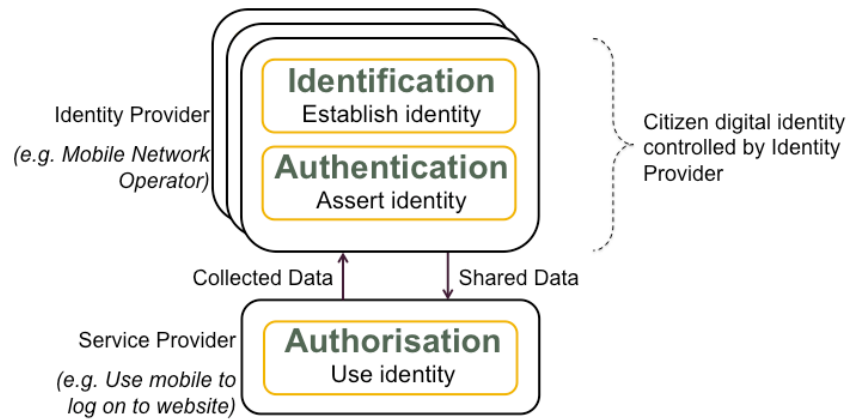 Identification
Establish identity
Identity Provider
(e.g. Mobile Network
Operator)
Authentication
Assert identity
Citizen digital identity
controlled by Identity
Provider
Collected Data
Shared Data
Service Provider
(e.g. Use mobile to
log on to website)
Authorisation
Use identity